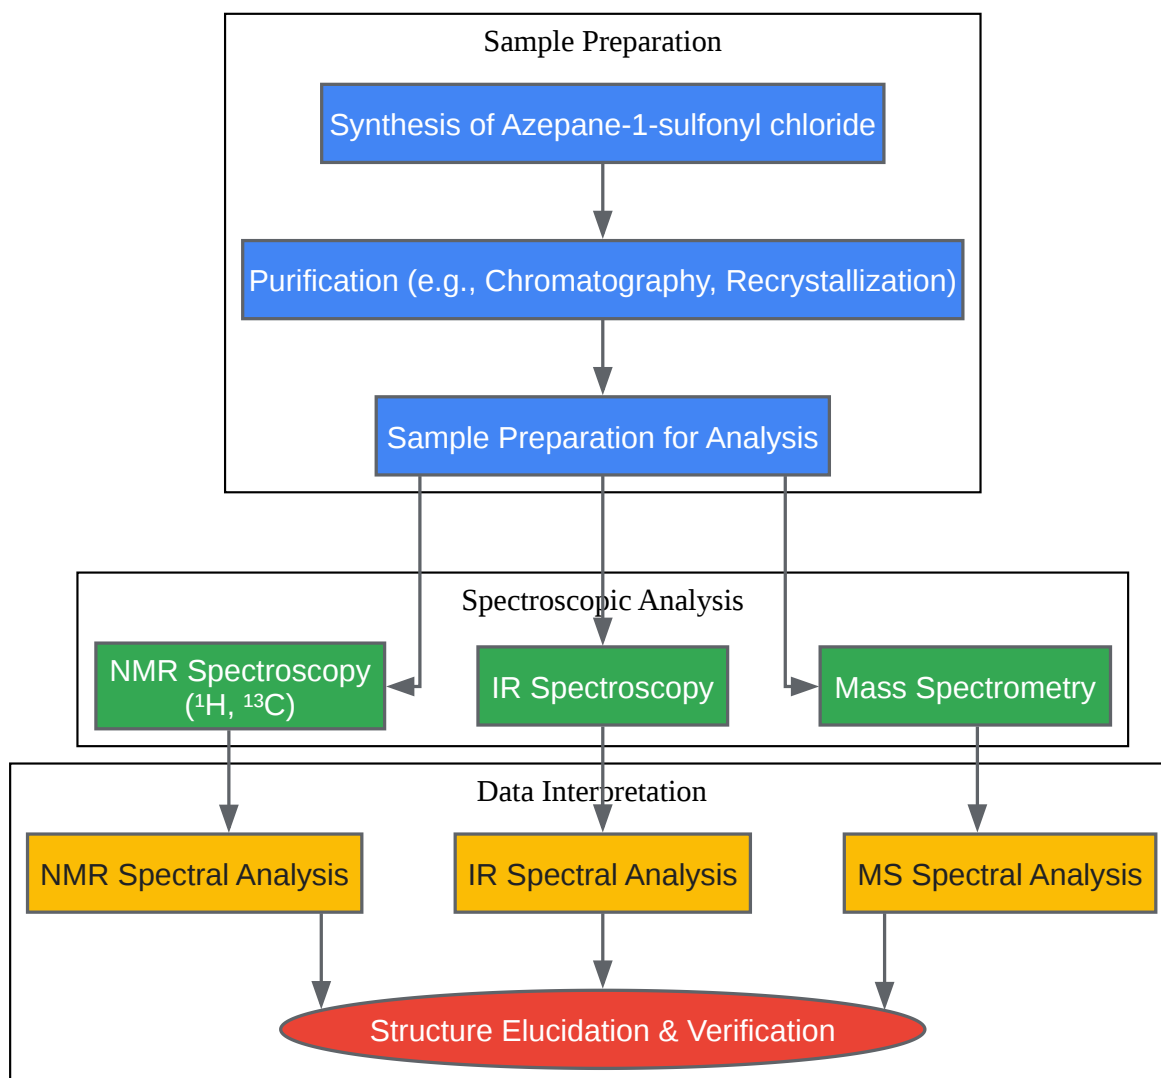 Sample Preparation
Synthesis of Azepane-1-sulfonyl chloride
Purification (e.g., Chromatography, Recrystallization)
Sample Preparation for Analysis
Spectroscopic Analysis
NMR Spectroscopy
(¹H, ¹³C)
IR Spectroscopy
Mass Spectrometry
Data Interpretation
NMR Spectral Analysis
IR Spectral Analysis
MS Spectral Analysis
Structure Elucidation & Verification